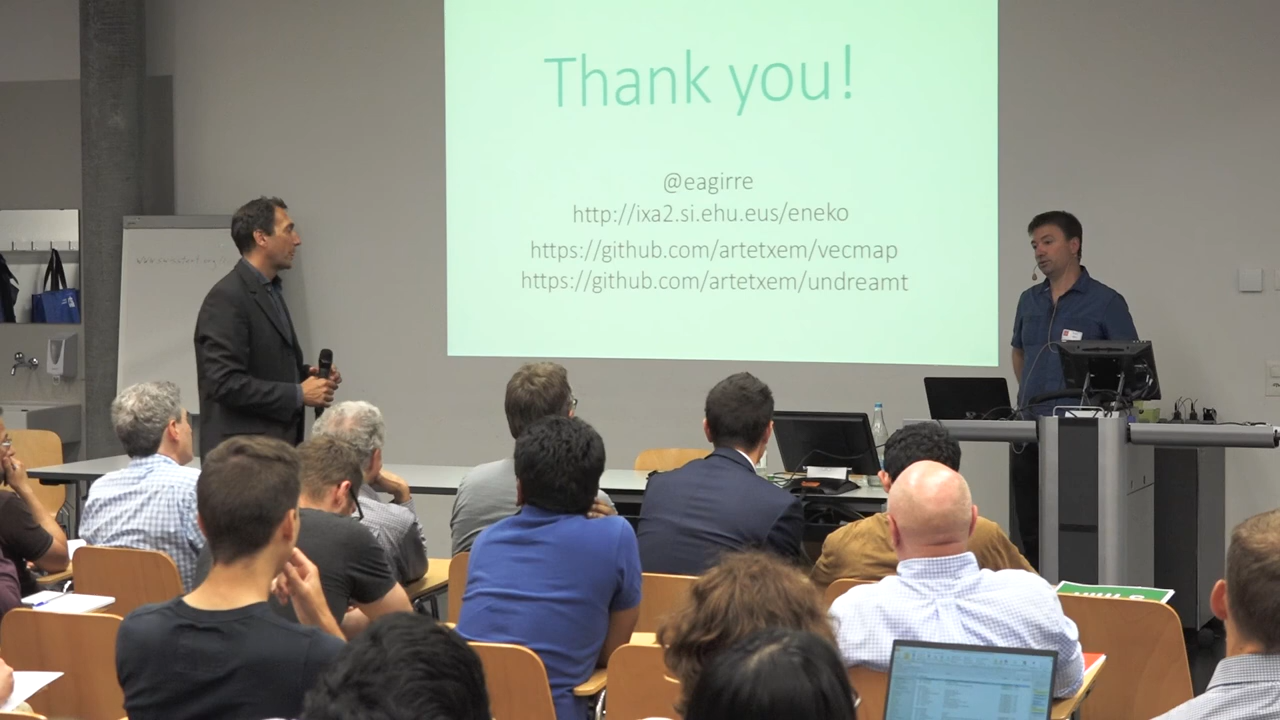 Thank you!
@eagirre
http://ixa2.si.ehu.eus/eneko
https://github.com/artetxem/vecmap
https://github.com/artetxem/undreamt